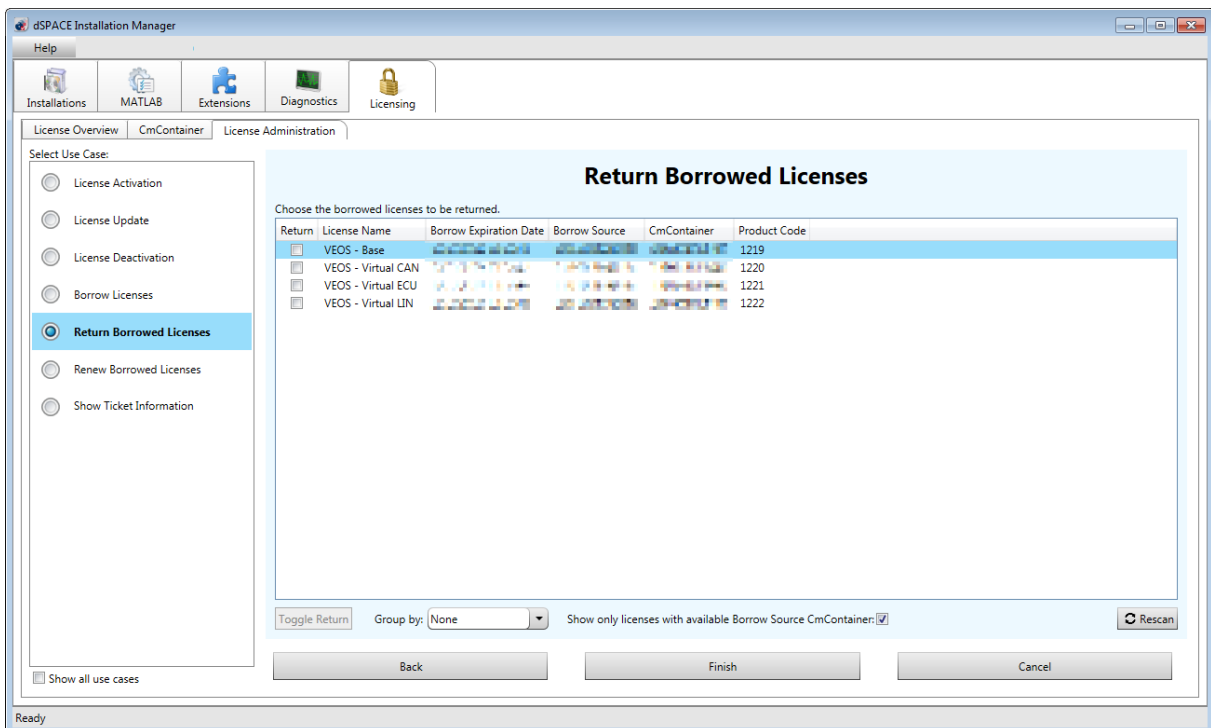 dSPACE Installation Manager
Help
Installations MATLAB Extensions Diagnostics Licensing
License Overview CmContainer License Administration
Select Use Case:
License Activation
License Update
License Deactivation
Borrow Licenses
Return Borrowed Licenses
Renew Borrowed Licenses
Show Ticket Information
Show all use cases
Return Borrowed Licenses
Choose the borrowed licenses to be returned.
Return License Name Borrow Expiration Date Borrow Source CmContainer Product Code
VEOS - Base 1219
VEOS - Virtual CAN 1220
VEOS - Virtual ECU 1221
VEOS - Virtual LIN 1222
Toggle Return Group by: None Show only licenses with available Borrow Source CmContainer: Rescan
Back Finish Cancel
Ready